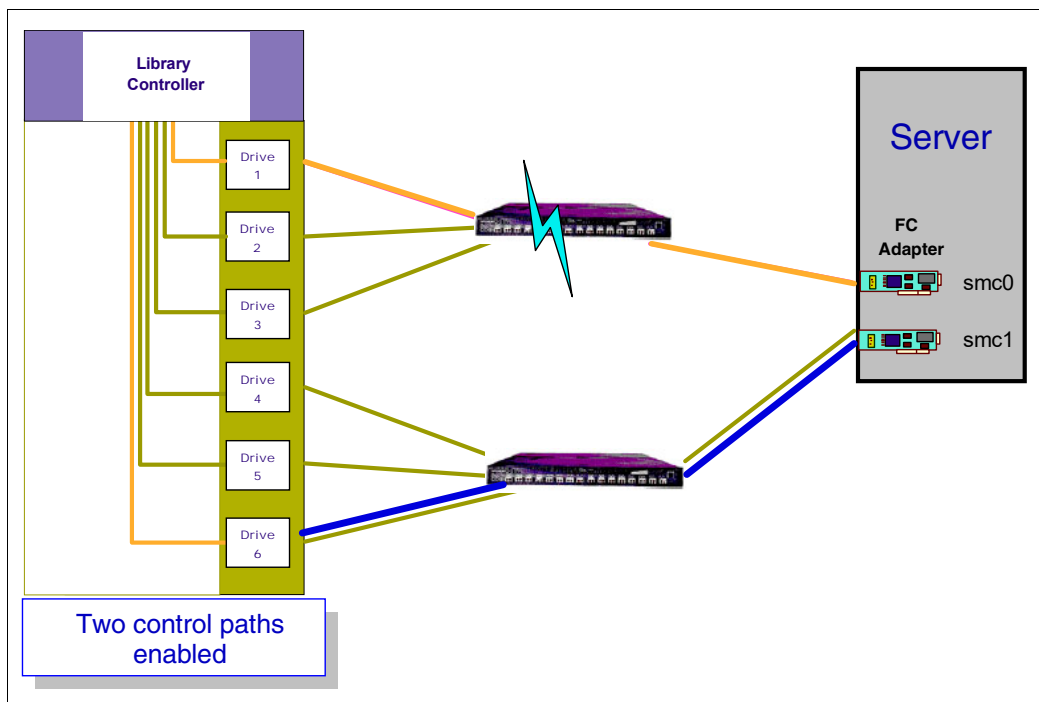 Library
Controller
Drive
1
Drive
2
Drive
3
Drive
4
Drive
5
Drive
6
Server
FC
Adapter
smc0
smc1
Two control paths
enabled